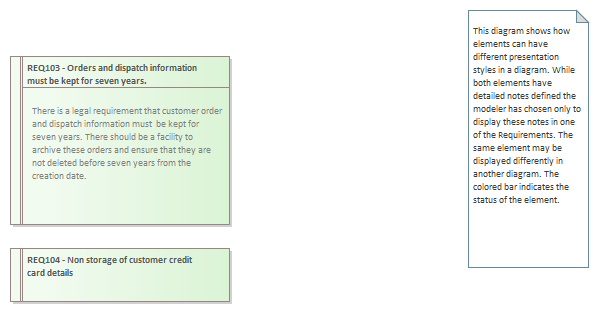 REQ103 - Orders and dispatch information
must be kept for seven years.
There is a legal requirement that customer order
and dispatch information must be kept for
seven years. There should be a facility to
archive these orders and ensure that they are
not deleted before seven years from the
creation date.
REQ104 - Non storage of customer credit
card details
This diagram shows how
elements can have
different presentation
styles in a diagram. While
both elements have
detailed notes defined the
modeler has chosen only to
display these notes in one
of the Requirements. The
same element may be
displayed differently in
another diagram. The
colored bar indicates the
status of the element.